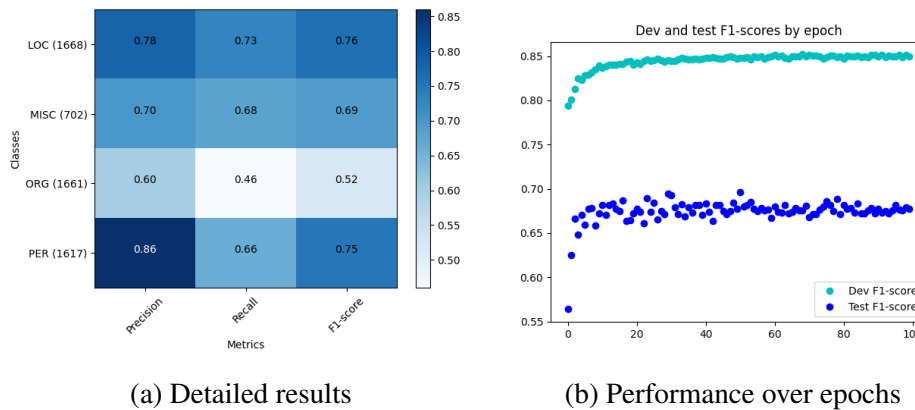 LOC (1668)
MISC (702)
ORG (1661)
PER (1617)
Classes
0.78 0.73 0.76
0.70 0.68 0.69
0.60 0.46 0.52
0.86 0.66 0.75
Precision Recall F1-score
Metrics
0.85
0.80
0.75
0.70
0.65
0.60
0.55
0.50
(a) Detailed results
Dev and test F1-scores by epoch
0.85
0.80
0.75
0.70
0.65
0.60
0.55
0 20 40 60 80 100
Dev F1-score
Test F1-score
(b) Performance over epochs